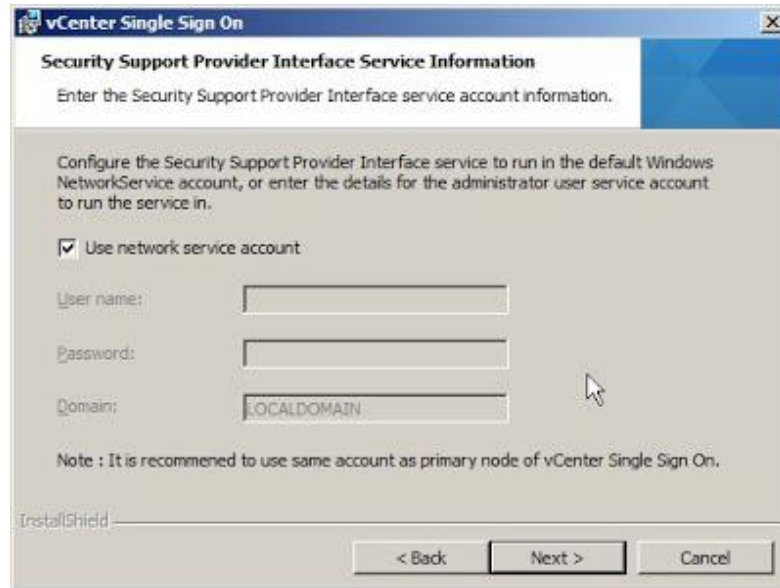 vCenter Single Sign On
Security Support Provider Interface Service Information
Enter the Security Support Provider Interface service account information.
Configure the Security Support Provider Interface service to run in the default Windows
NetworkService account, or enter the details for the administrator user service account
to run the service in.
Use network service account
User name:
Password:
Domain:
LOCALDOMAIN
Note : It is recommened to use same account as primary node of vCenter Single Sign On.
InstallShield
< Back
Next >
Cancel